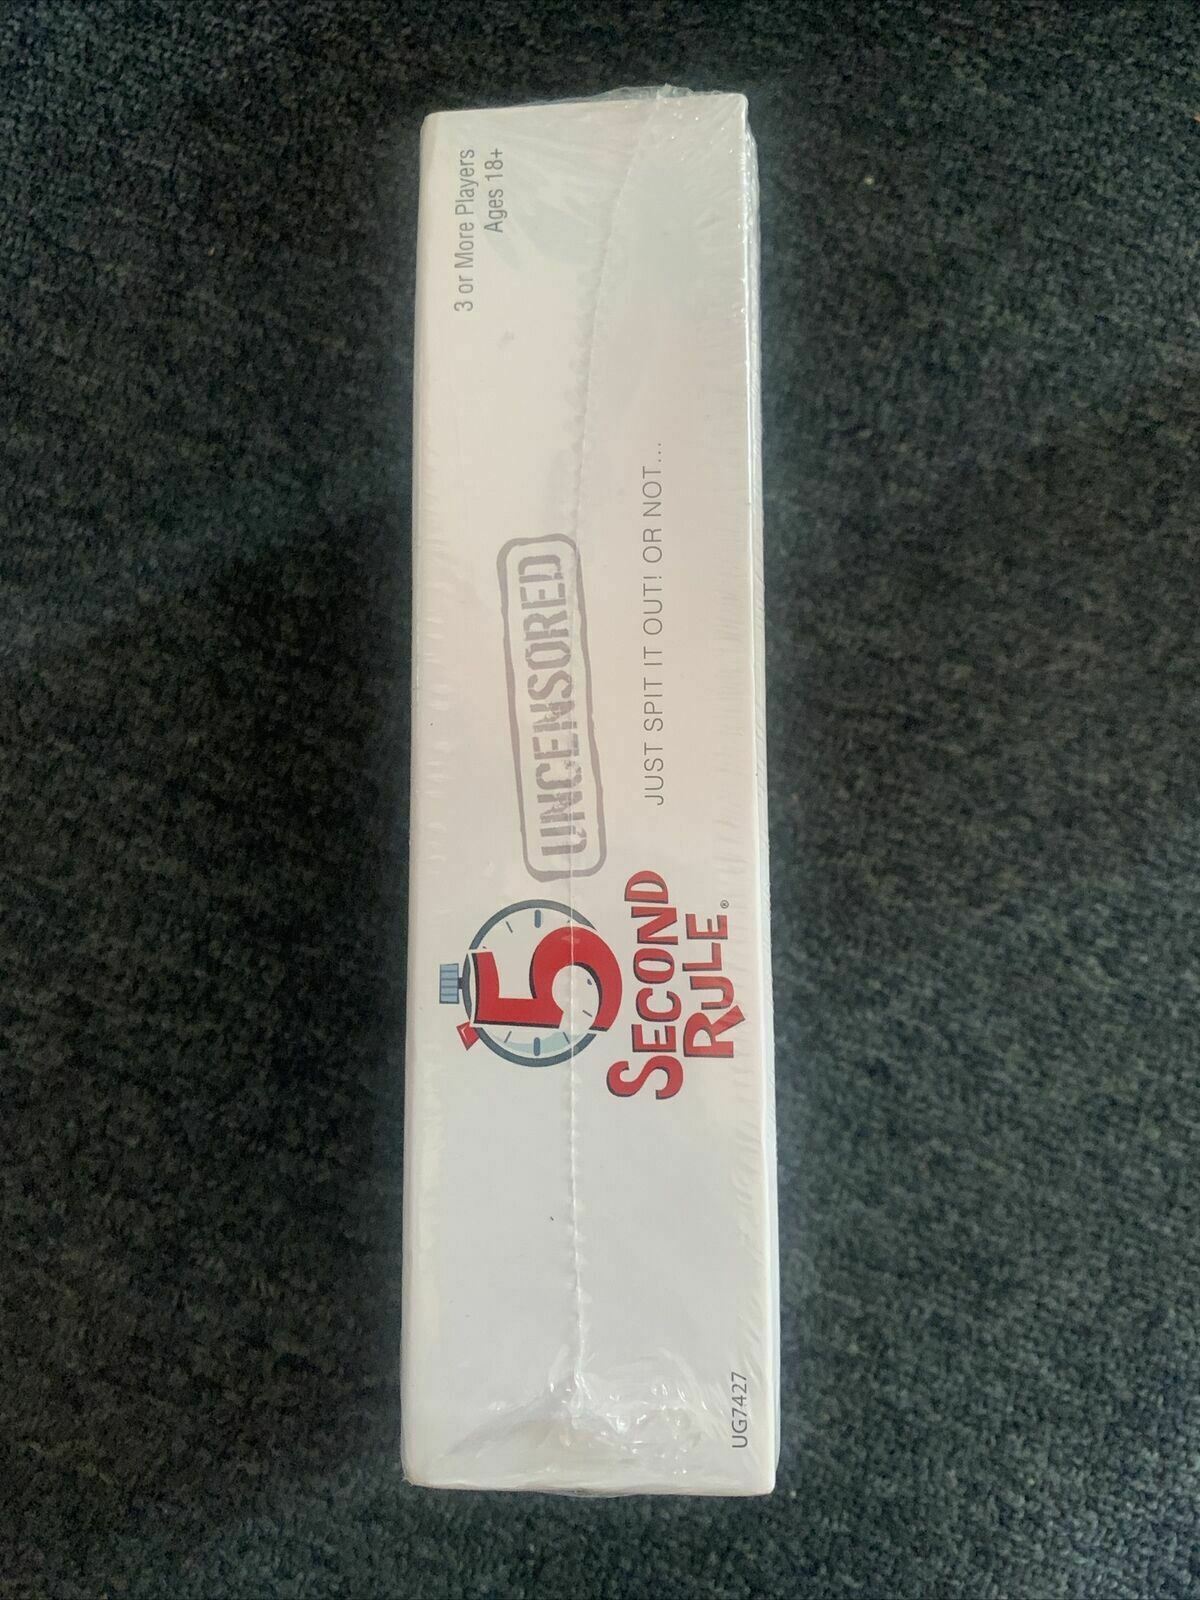 3 or More Players
Ages 18+
5
SECOND
RULE®
UNCENSORED
JUST SPIT IT OUT! OR NOT...
UG7427